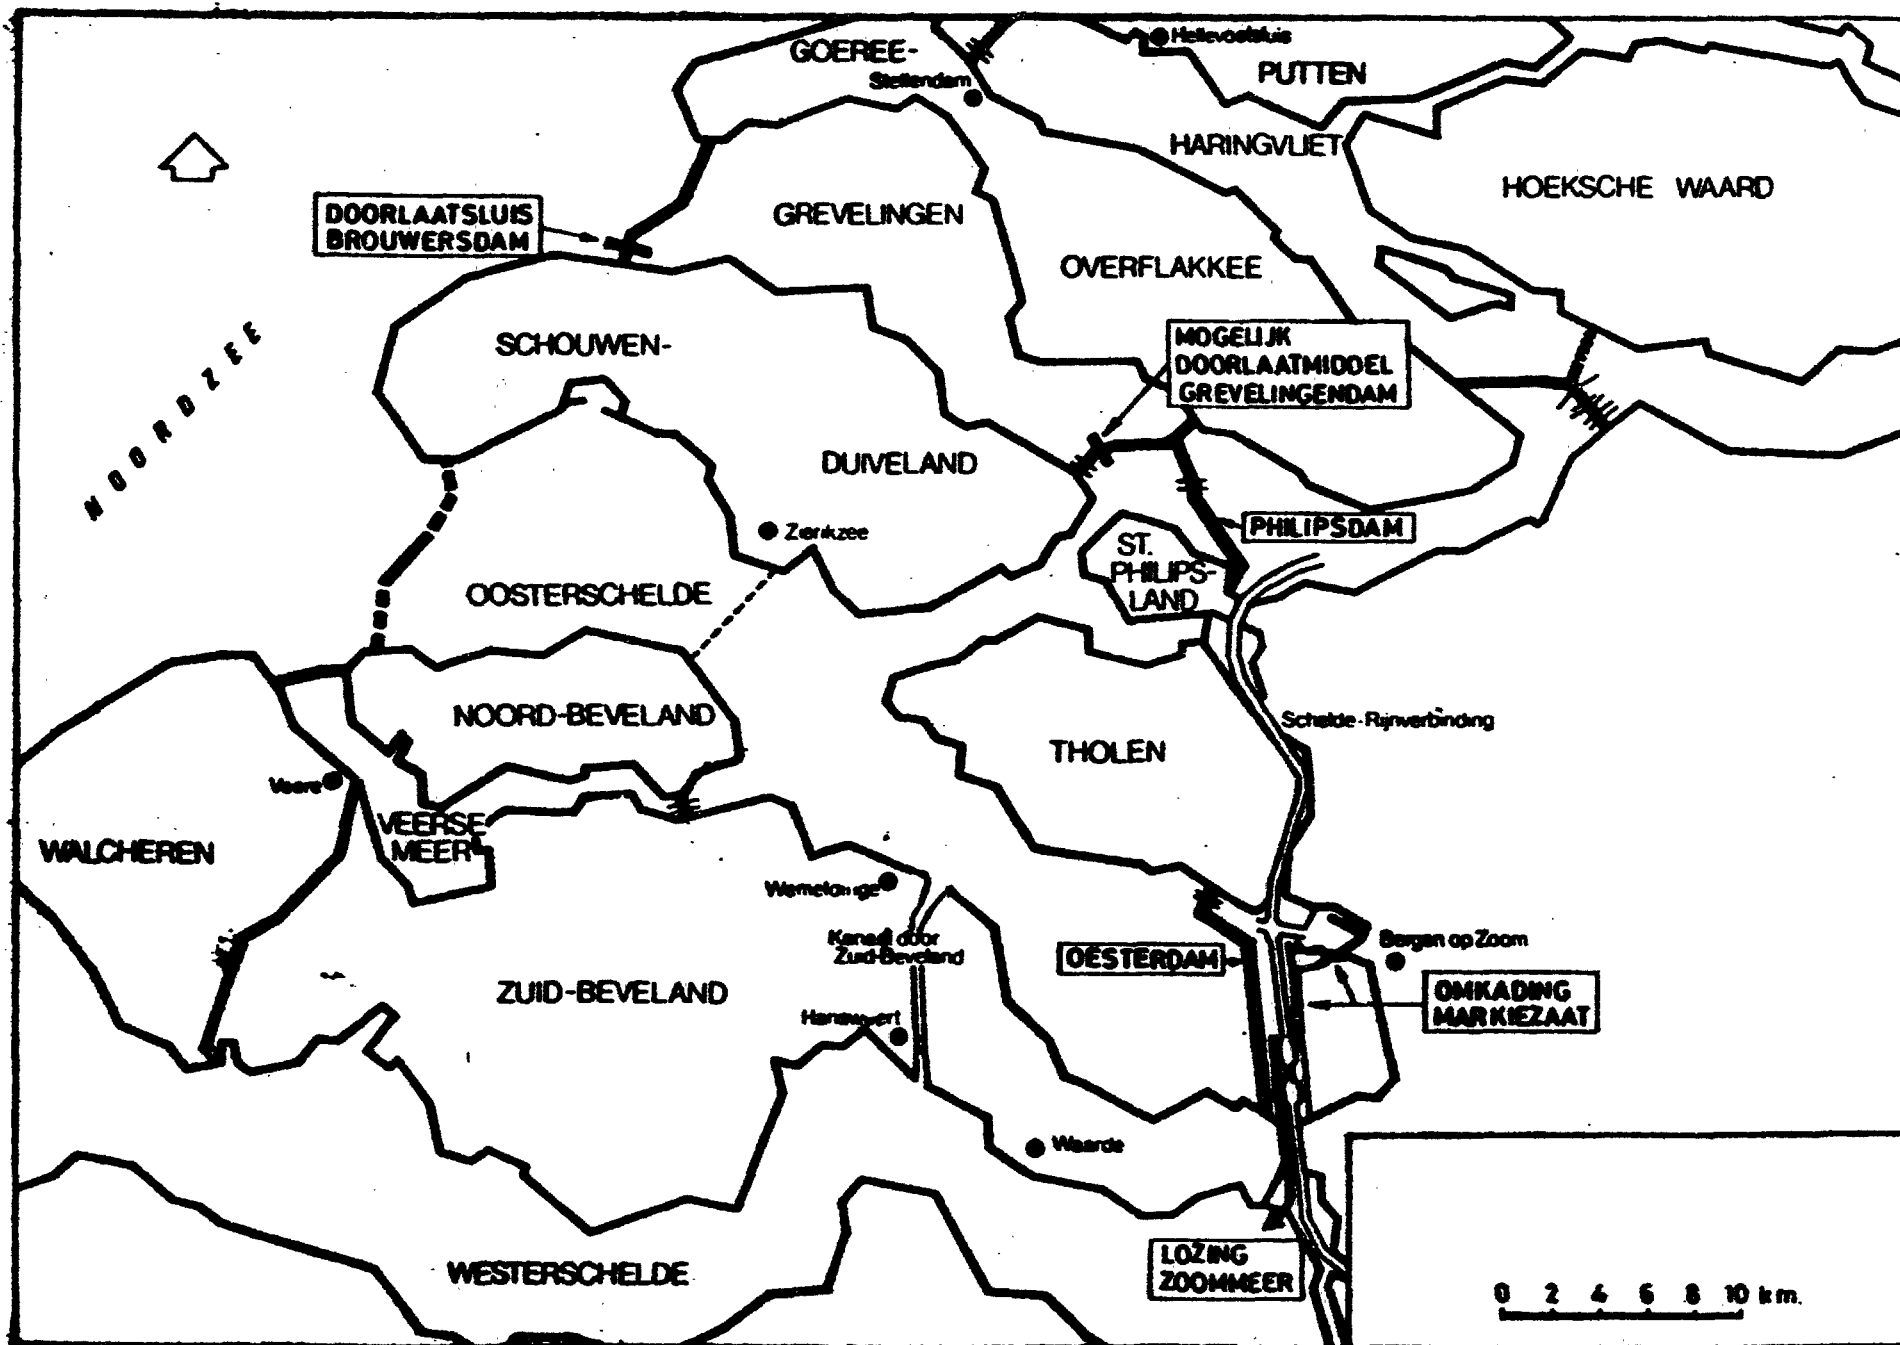 GOEREE-
Hellevoetsluis
PUTTEN
Stellendam
HARINGVLIET
HOEKSCHE WAARD
DOORLAATSLUIS
BROUWERSDAM
GREVELINGEN
OVERFLAKKEE
NOORDZEE
SCHOUWEN-
MOGELIJK
DOORLAATMIDDEL
GREVELINGENDAM
DUIVELAND
PHILIPSDAM
Zierikzee
ST.
PHILIPS-
LAND
OOSTERSCHELDE
NOORD-BEVELAND
Schelde-Rijnverbinding
THOLEN
Veere
VEERSE
MEER
WALCHEREN
Wemeldinge
Kanaal door
Zuid-Beveland
OESTERDAM
Bergen op Zoom
ZUID-BEVELAND
OMKADING
MARKIEZAAT
Hansweert
Waarde
LOZING
ZOOMMEER
WESTERSCHELDE
0 2 4 6 8 10 km.